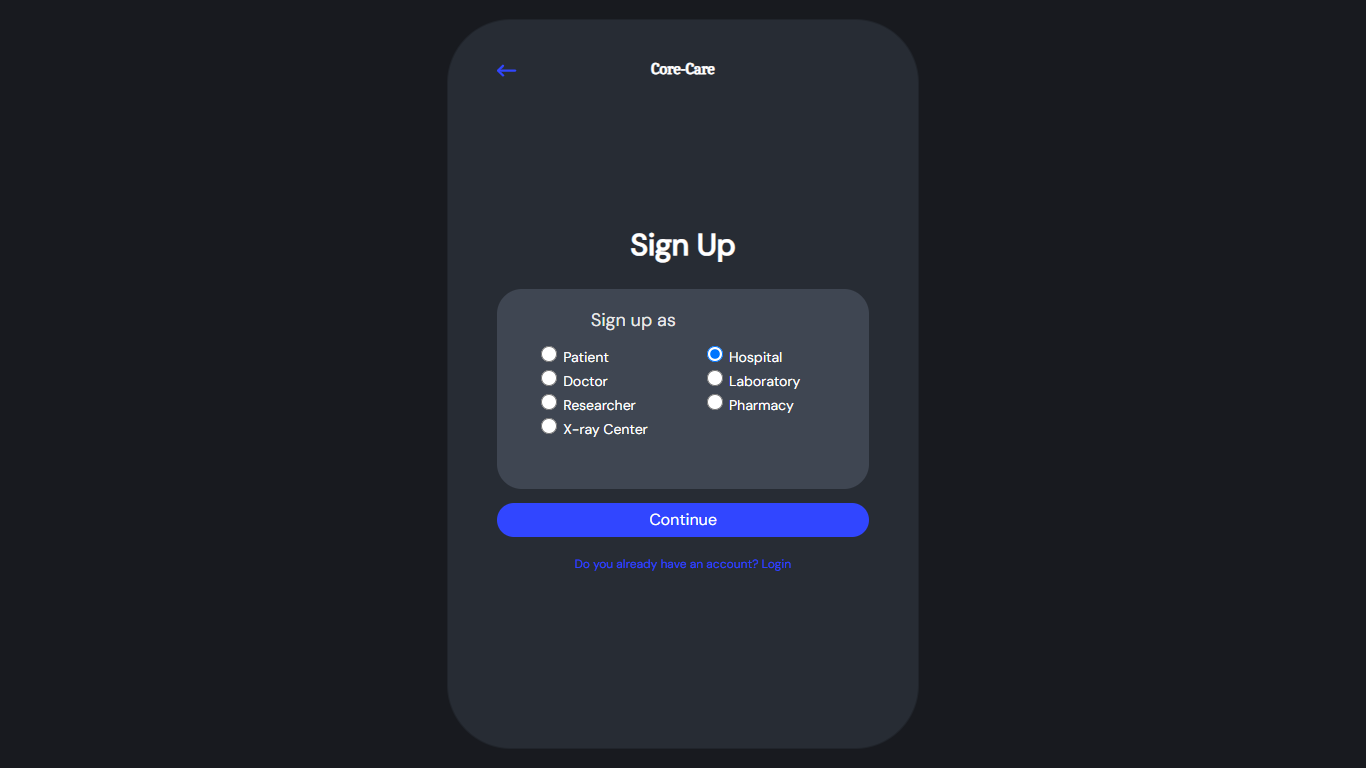 Core-Care
Sign Up
Sign up as
Patient
Doctor
Researcher
X-ray Center
Hospital
Laboratory
Pharmacy
Continue
Do you already have an account? Login